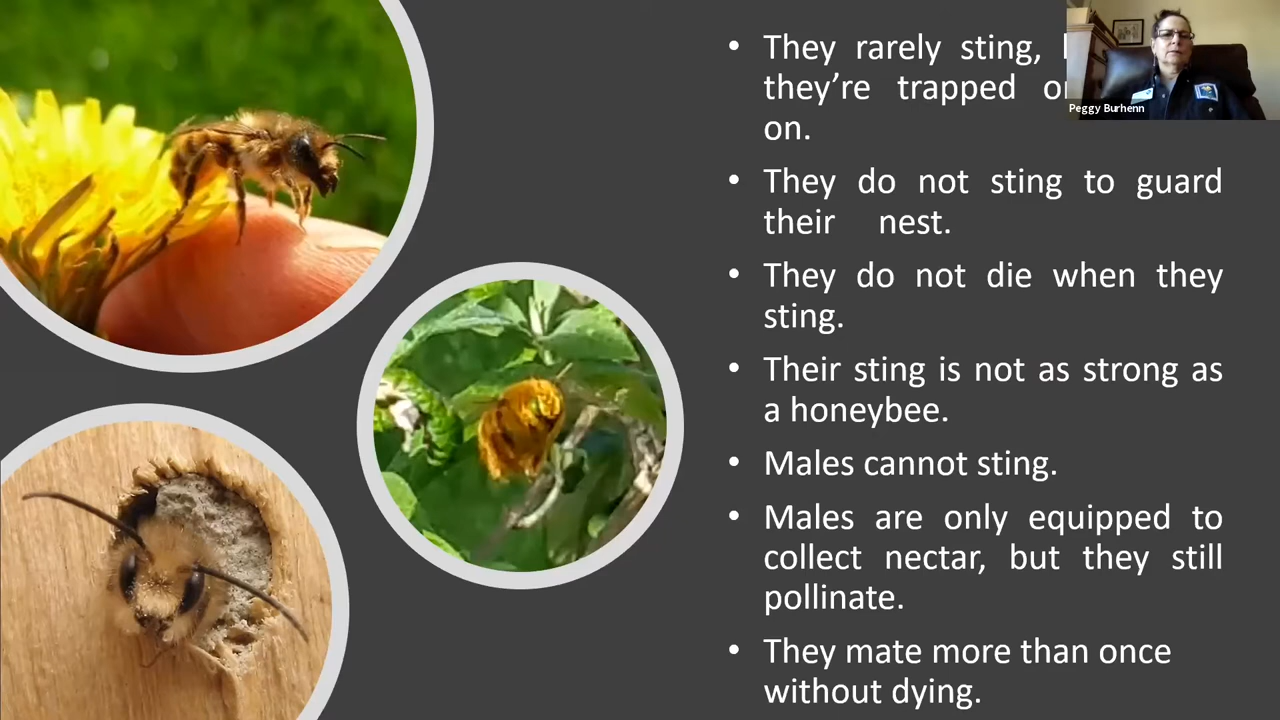 • They rarely sting,
they're trapped
on.
• They do not sting to guard
their nest.
• They do not die when they
sting.
• Their sting is not as strong as
a honeybee.
• Males cannot sting.
• Males are only equipped to
collect nectar, but they still
pollinate.
• They mate more than once
without dying.
Peggy Burhenn